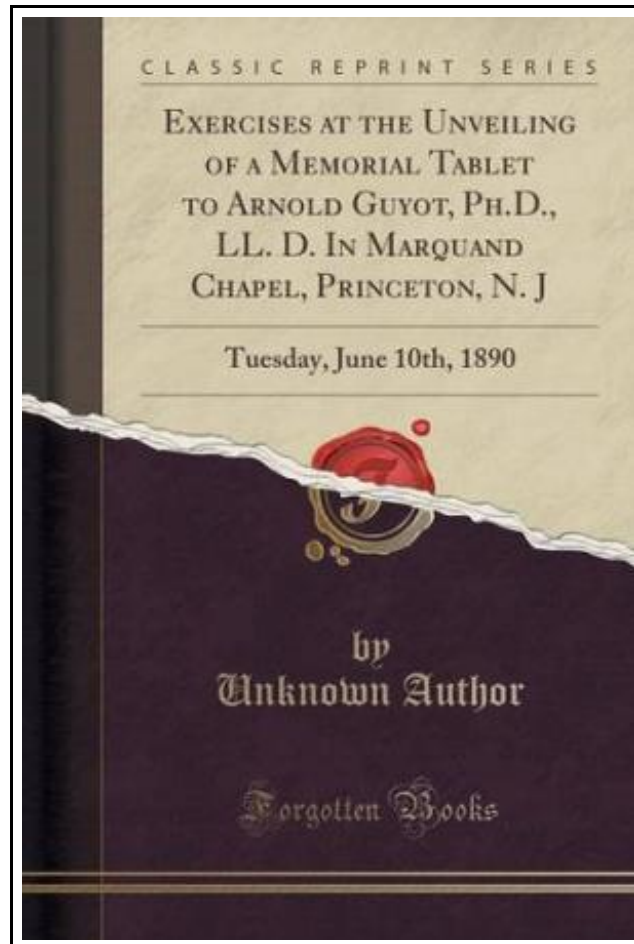 CLASSIC REPRINT SERIES
EXERCISES AT THE UNVEILING
OF A MEMORIAL TABLET
TO ARNOLD GUYOT, PH.D.,
LL. D. IN MARQUAND
CHAPEL, PRINCETON, N. J
Tuesday, June 10th, 1890
by
Unknown Author
Forgotten Books